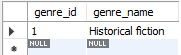 genre_id genre_name
1 Historical fiction
NULL NULL